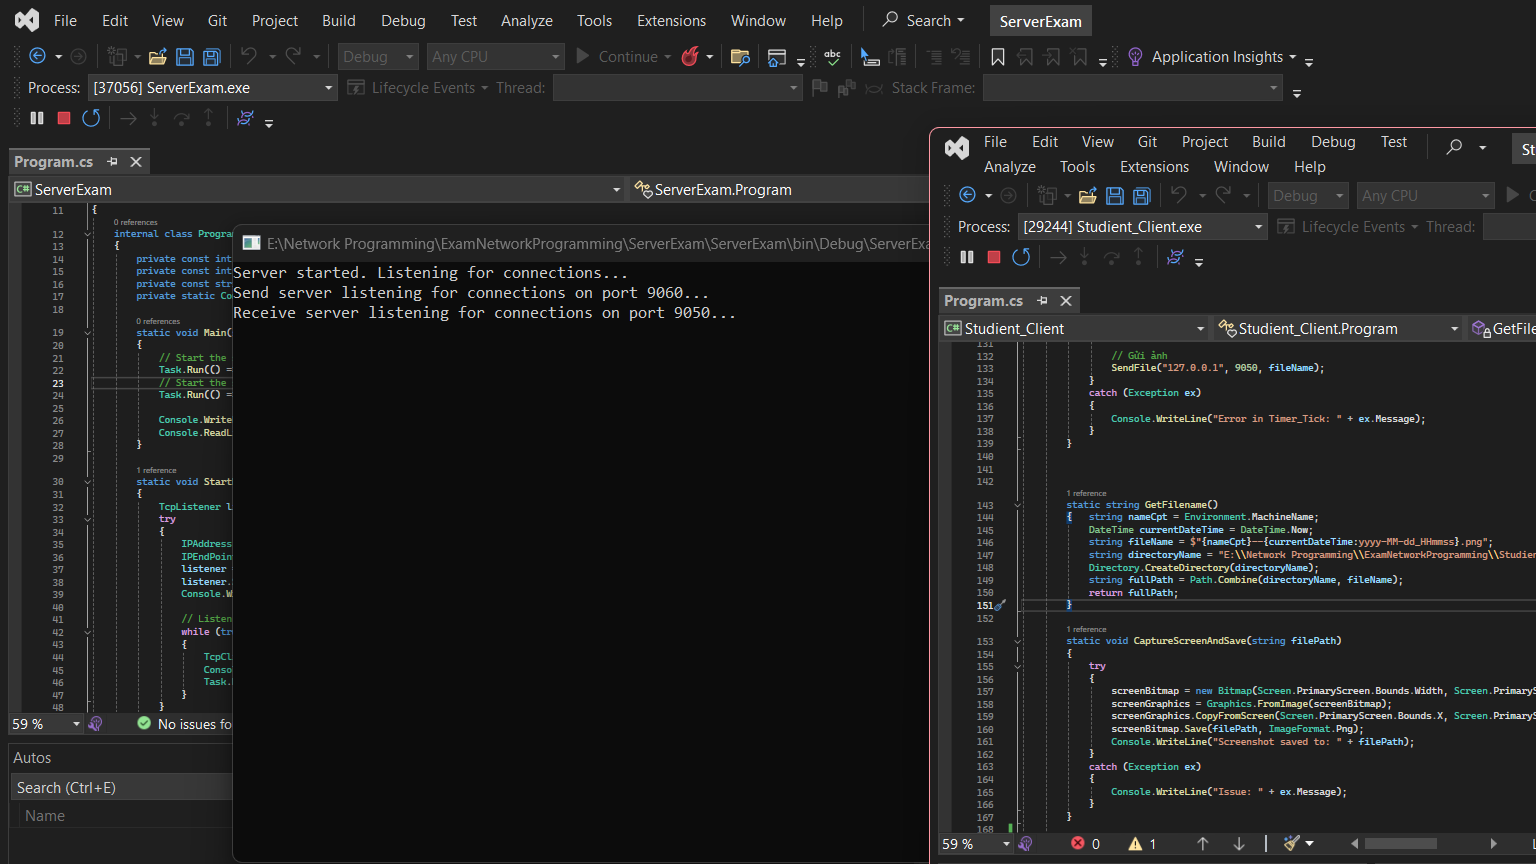 File Edit View Git Project Build Debug Test Analyze Tools Extensions Window Help Search ServerExam
Debug Any CPU Continue Application Insights
Process: [37056] ServerExam.exe Lifecycle Events Thread: Stack Frame:
Program.cs
ServerExam ServerExam.Program
11 {
0 references
12 internal class Program
13 {
14 private const int
15 private const int
16 private const str
17 private static Co
18
0 references
19 static void Main(
20 {
21 // Start the
22 Task.Run(() =
23 // Start the
24 Task.Run(() =
25
26 Console.Write
27 Console.ReadL
28 }
29
1 reference
30 static void Start
31 {
32 TcpListener l
33 try
34 {
35 IPAddress
36 IPEndPoin
37 listener
38 listener.
39 Console.W
40
41 // Listen
42 while (tr
43 {
44 TcpCl
45 Conso
46 Task.
47 }
48 }
59 % No issues fo
Autos
Search (Ctrl+E)
Name
E:\Network Programming\ExamNetworkProgramming\ServerExam\ServerExam\bin\Debug\ServerExa
Server started. Listening for connections...
Send server listening for connections on port 9060...
Receive server listening for connections on port 9050...
File Edit View Git Project Build Debug Test St
Analyze Tools Extensions Window Help
Debug Any CPU C
Process: [29244] Studient_Client.exe Lifecycle Events Thread:
Program.cs
Studient_Client Studient_Client.Program GetFile
131
132 // Gửi ảnh
133 SendFile("127.0.0.1", 9050, fileName);
134 }
135 catch (Exception ex)
136 {
137 Console.WriteLine("Error in Timer_Tick: " + ex.Message);
138 }
139 }
140
141
142
1 reference
143 static string GetFilename()
144 { string nameCpt = Environment.MachineName;
145 DateTime currentDateTime = DateTime.Now;
146 string fileName = $"{nameCpt}--{currentDateTime:yyyy-MM-dd_HHmmss}.png";
147 string directoryName = "E:\\Network Programming\\ExamNetworkProgramming\\Studien
148 Directory.CreateDirectory(directoryName);
149 string fullPath = Path.Combine(directoryName, fileName);
150 return fullPath;
151 }
152
1 reference
153 static void CaptureScreenAndSave(string filePath)
154 {
155 try
156 {
157 screenBitmap = new Bitmap(Screen.PrimaryScreen.Bounds.Width, Screen.PrimaryS
158 screenGraphics = Graphics.FromImage(screenBitmap);
159 screenGraphics.CopyFromScreen(Screen.PrimaryScreen.Bounds.X, Screen.PrimaryS
160 screenBitmap.Save(filePath, ImageFormat.Png);
161 Console.WriteLine("Screenshot saved to: " + filePath);
162 }
163 catch (Exception ex)
164 {
165 Console.WriteLine("Issue: " + ex.Message);
166 }
167 }
168
59 % 0 1